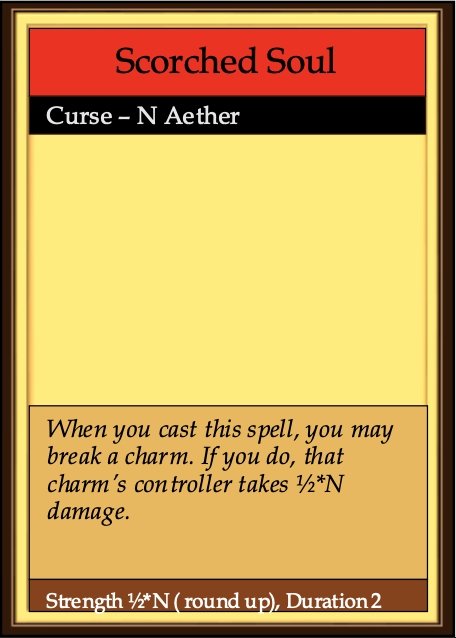 Scorched Soul
Curse – N Aether
When you cast this spell, you may
break a charm. If you do, that
charm's controller takes ½*N
damage.
Strength ½*N ( round up), Duration 2